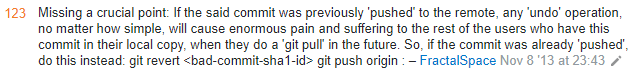 123 Missing a crucial point: If the said commit was previously 'pushed' to the remote, any 'undo' operation,
no matter how simple, will cause enormous pain and suffering to the rest of the users who have this
commit in their local copy, when they do a 'git pull' in the future. So, if the commit was already 'pushed',
do this instead: git revert <bad-commit-sha1-id> git push origin : – FractalSpace Nov 8 '13 at 23:43